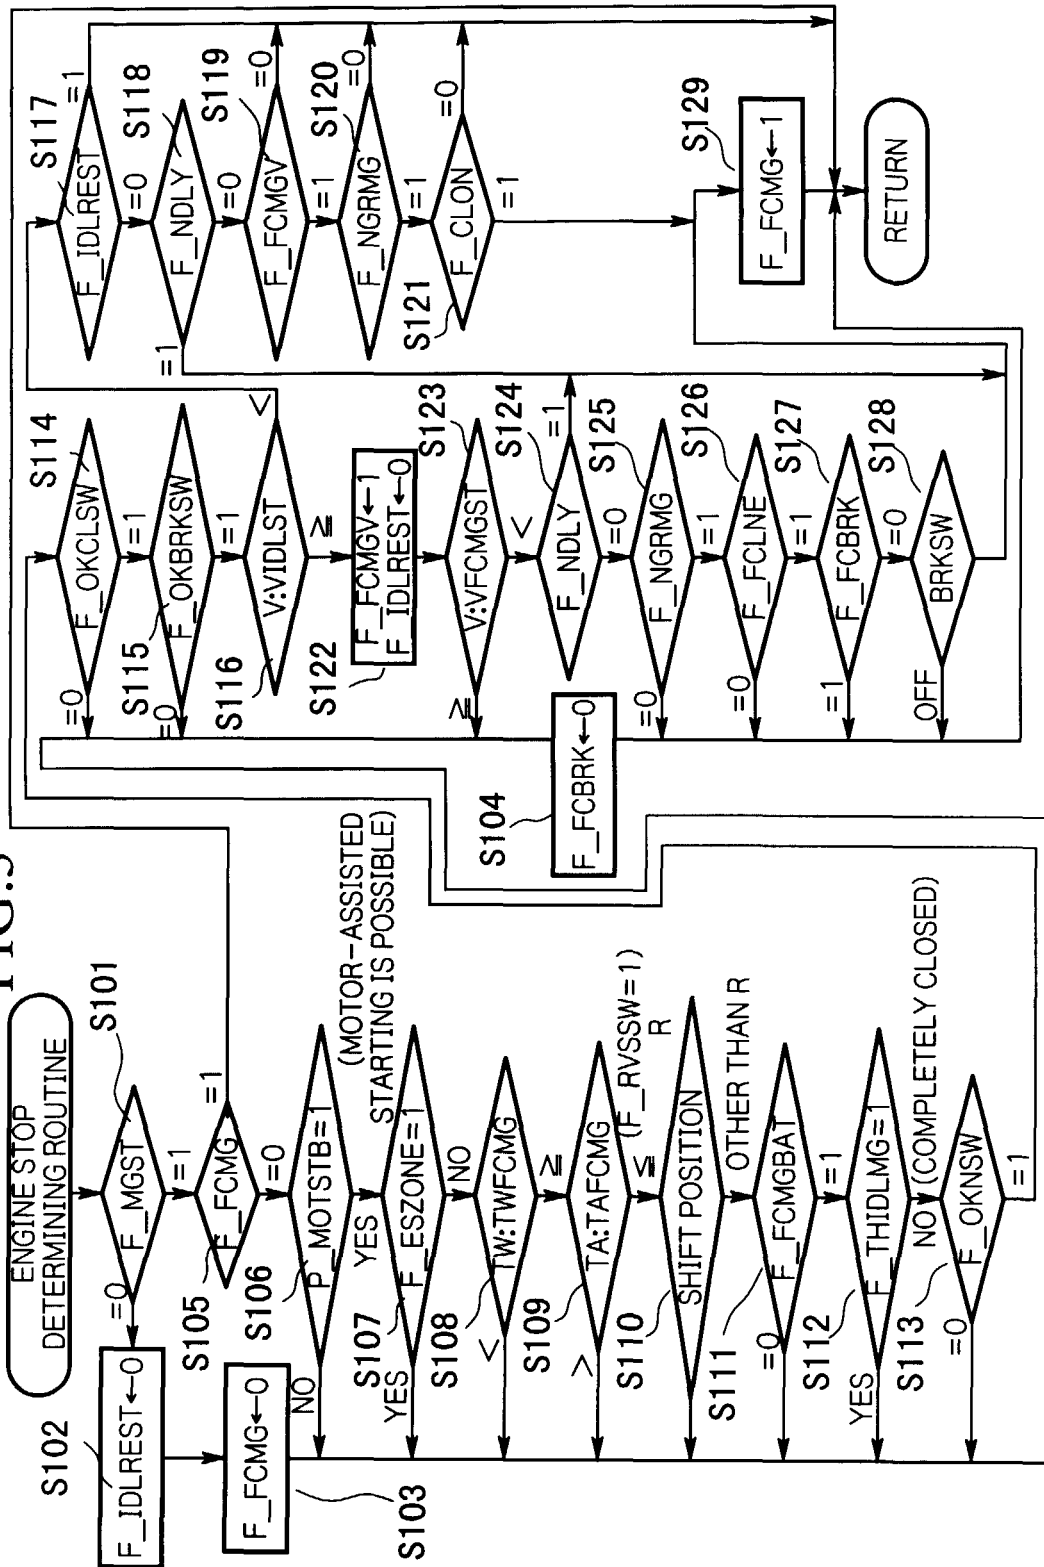 FIG.5
ENGINE STOP
DETERMINING ROUTINE
S101
F_MGST
=0
=1
S102
F_IDLREST←0
S103
F_FCMG←0
S105
F_FCMG
=1
=0
S106
P_MOTSTB=1
NO
YES
(MOTOR-ASSISTED
STARTING IS POSSIBLE)
S107
F_ESZONE=1
YES
NO
S108
TW:TWFCMG
<
≧
S109
TA:TAFCMG
>
≦
S110
SHIFT POSITION
(F_RVSSW=1)
R
OTHER THAN R
S111
F_FCMGBAT
=0
=1
S112
F_THIDLMG=1
YES
NO (COMPLETELY CLOSED)
S113
F_OKNSW
=0
=1
S104
F_FCBRK←0
S114
F_OKCLSW
=0
=1
S115
F_OKBRKSW
=0
=1
S116
V:VIDLST
<
≧
S122
F_FCMGV←1
F_IDLREST←0
S123
V:VFCMGST
≧
<
S124
F_NDLY
=1
=0
S125
F_NGRMG
=0
=1
S126
F_FCLNE
=0
=1
S127
F_FCBRK
=1
=0
S128
BRKSW
OFF
S117
F_IDLREST
=1
=0
S118
F_NDLY
=1
=0
S119
F_FCMGV
=0
=1
S120
F_NGRMG
=0
=1
S121
F_CLON
=0
=1
S129
F_FCMG←1
RETURN